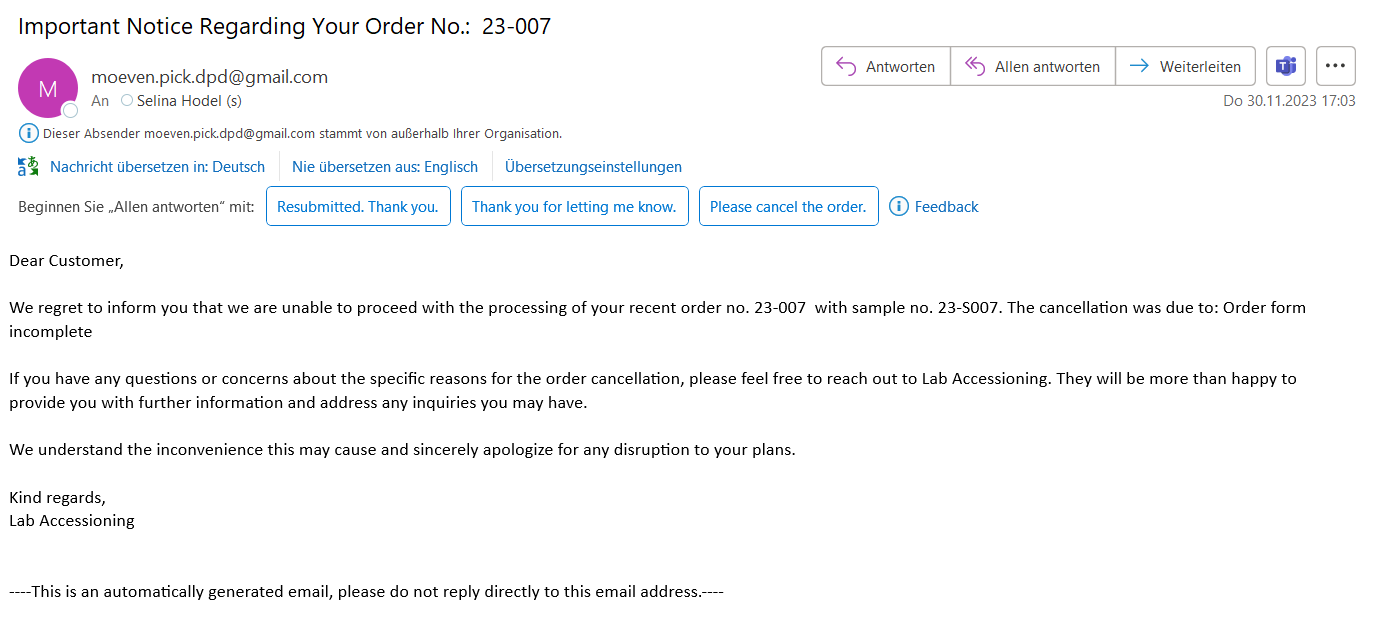 Important Notice Regarding Your Order No.:  23-007
M
moeven.pick.dpd@gmail.com
An Selina Hodel (s)
Antworten
Allen antworten
Weiterleiten
Do 30.11.2023 17:03
Dieser Absender moeven.pick.dpd@gmail.com stammt von außerhalb Ihrer Organisation.
Nachricht übersetzen in: Deutsch
Nie übersetzen aus: Englisch
Übersetzungseinstellungen
Beginnen Sie „Allen antworten“ mit:
Resubmitted. Thank you.
Thank you for letting me know.
Please cancel the order.
Feedback
Dear Customer,
We regret to inform you that we are unable to proceed with the processing of your recent order no. 23-007  with sample no. 23-S007. The cancellation was due to: Order form
incomplete
If you have any questions or concerns about the specific reasons for the order cancellation, please feel free to reach out to Lab Accessioning. They will be more than happy to
provide you with further information and address any inquiries you may have.
We understand the inconvenience this may cause and sincerely apologize for any disruption to your plans.
Kind regards,
Lab Accessioning
----This is an automatically generated email, please do not reply directly to this email address.----